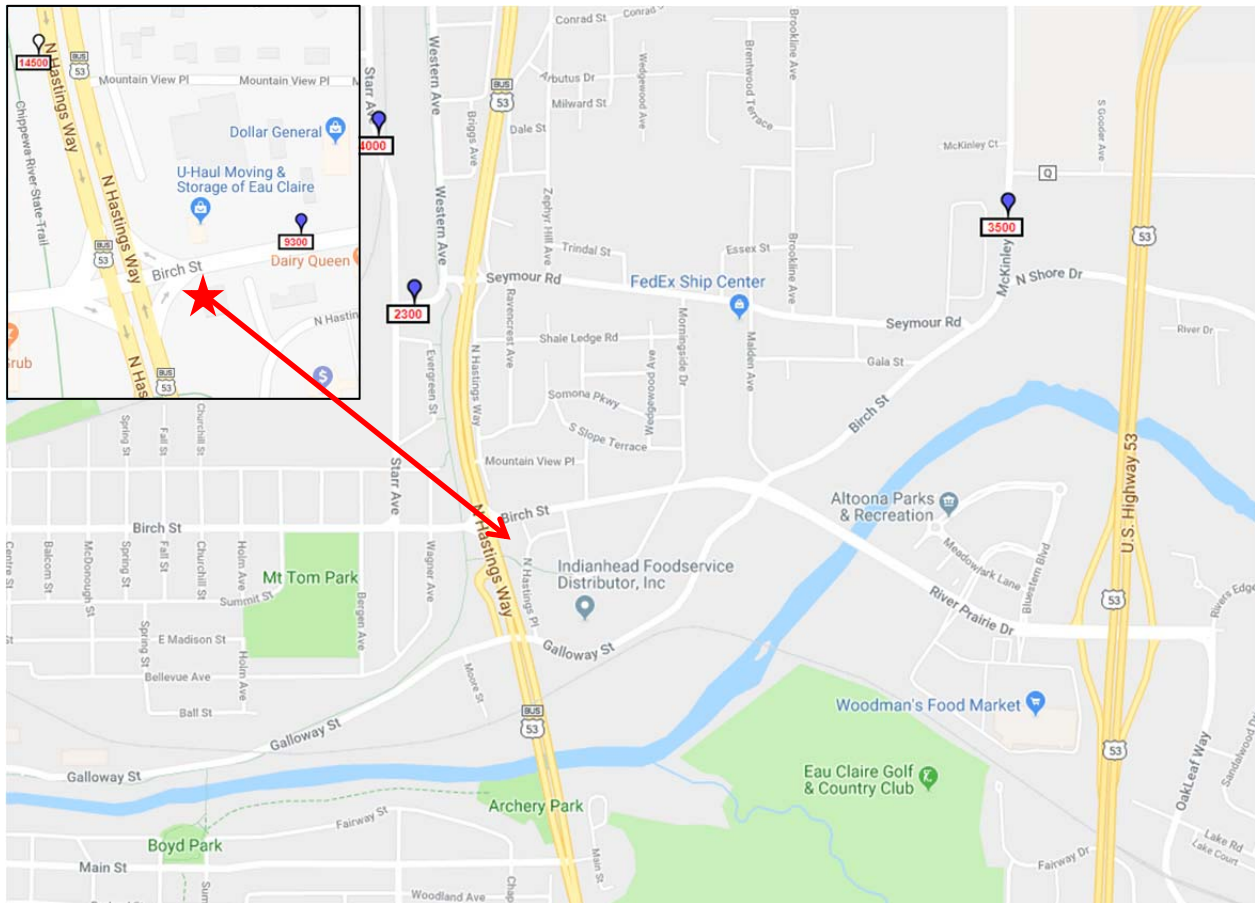 14500
N Hastings Way
BUS
53
Mountain View Pl
Mountain View Pl
M
Chippewa River State Trail
Dollar General
U-Haul Moving &
Storage of Eau Claire
N Hastings Way
9300
BUS
53
Birch St
Dairy Queen
N Hastin
Grub
N Has
BUS
53
$
Conrad St
Conrad S
Starr Av
Western Ave
BUS
53
Arbutus Dr
Milward St
Wedgewood Ave
Brentwood Terrace
Brookline Ave
Briggs Ave
Dale St
4000
McKinley Ct
S Gooder Ave
Q
53
Western Ave
Zephyr Hill Ave
Trindal St
Essex St
Brookline Ave
3500
McKinley
N Shore Dr
Seymour Rd
FedEx Ship Center
2300
Ravencrest Ave
Morningside Dr
Seymour Rd
River Dr
Shale Ledge Rd
Malden Ave
Gala St
Evergreen St
N Hastings Way
Wedgewood Ave
Somona Pkwy
Birch St
S Slope Terrace
Spring St
Fall St
Churchill St
Starr Ave
Mountain View Pl
U.S. Highway 53
Altoona Parks
& Recreation
Birch St
Birch St
N Hastings Way
Centre St
Balcom St
McDonough St
Spring St
Fall St
Churchill St
Holm Ave
Wagner Ave
Meadowlark Lane
Bluestem Blvd
Indianhead Foodservice
Distributor, Inc
Mt Tom Park
Summit St
Bergen Ave
N Hastings Pl
River Prairie Dr
53
Rivers Edge
St
E Madison St
Spring St
Holm Ave
Galloway St
Bellevue Ave
Moore St
Ball St
BUS
53
Woodman's Food Market
Galloway St
53
Sandalwood Dr
Galloway St
Eau Claire Golf
& Country Club
OakLeaf Way
Archery Park
Fairway St
Boyd Park
Main St
Main St
Lake Rd
Lake Court
Fairway Dr
Sum
Woodland Ave
Chap